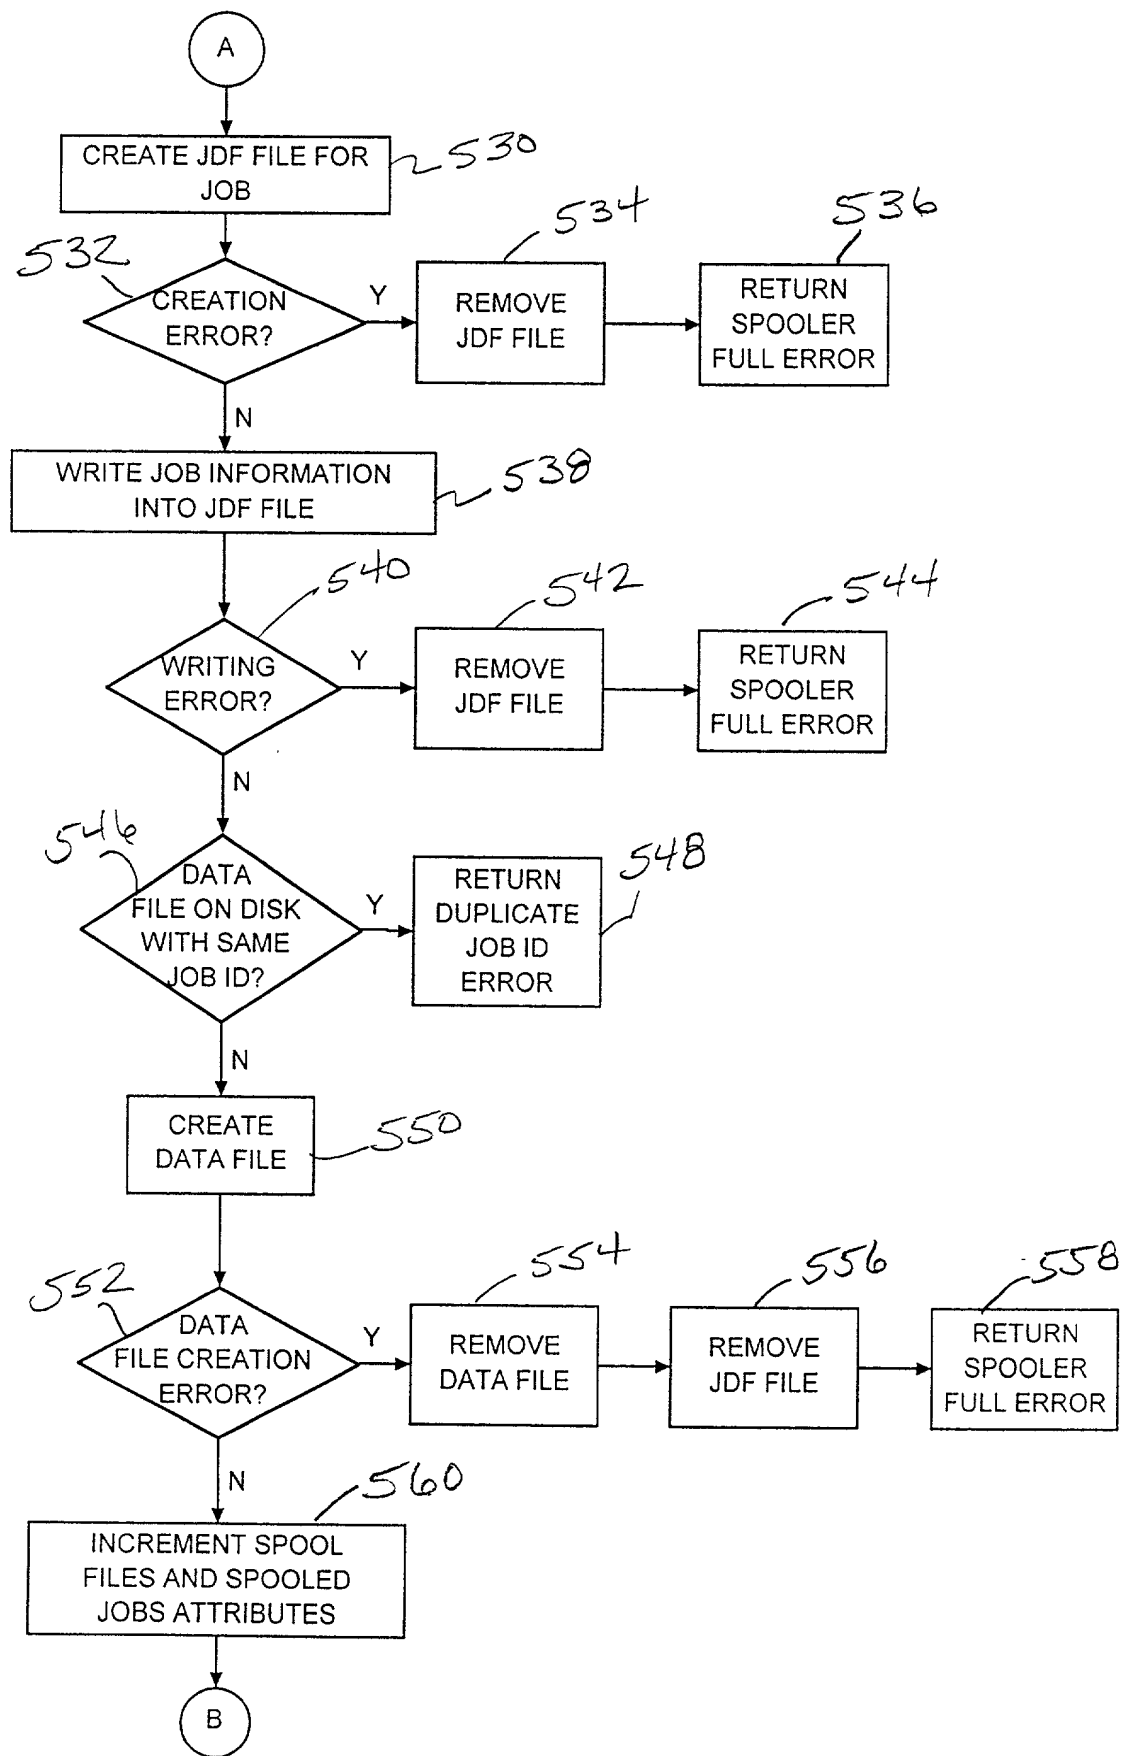 A
CREATE JDF FILE FOR
JOB
530
532
534
536
CREATION
ERROR?
Y
REMOVE
JDF FILE
RETURN
SPOOLER
FULL ERROR
N
WRITE JOB INFORMATION
INTO JDF FILE
538
540
542
544
WRITING
ERROR?
Y
REMOVE
JDF FILE
RETURN
SPOOLER
FULL ERROR
N
546
DATA
FILE ON DISK
WITH SAME
JOB ID?
Y
RETURN
DUPLICATE
JOB ID
ERROR
548
N
CREATE
DATA FILE
550
552
554
556
558
DATA
FILE CREATION
ERROR?
Y
REMOVE
DATA FILE
REMOVE
JDF FILE
RETURN
SPOOLER
FULL ERROR
N
560
INCREMENT SPOOL
FILES AND SPOOLED
JOBS ATTRIBUTES
B